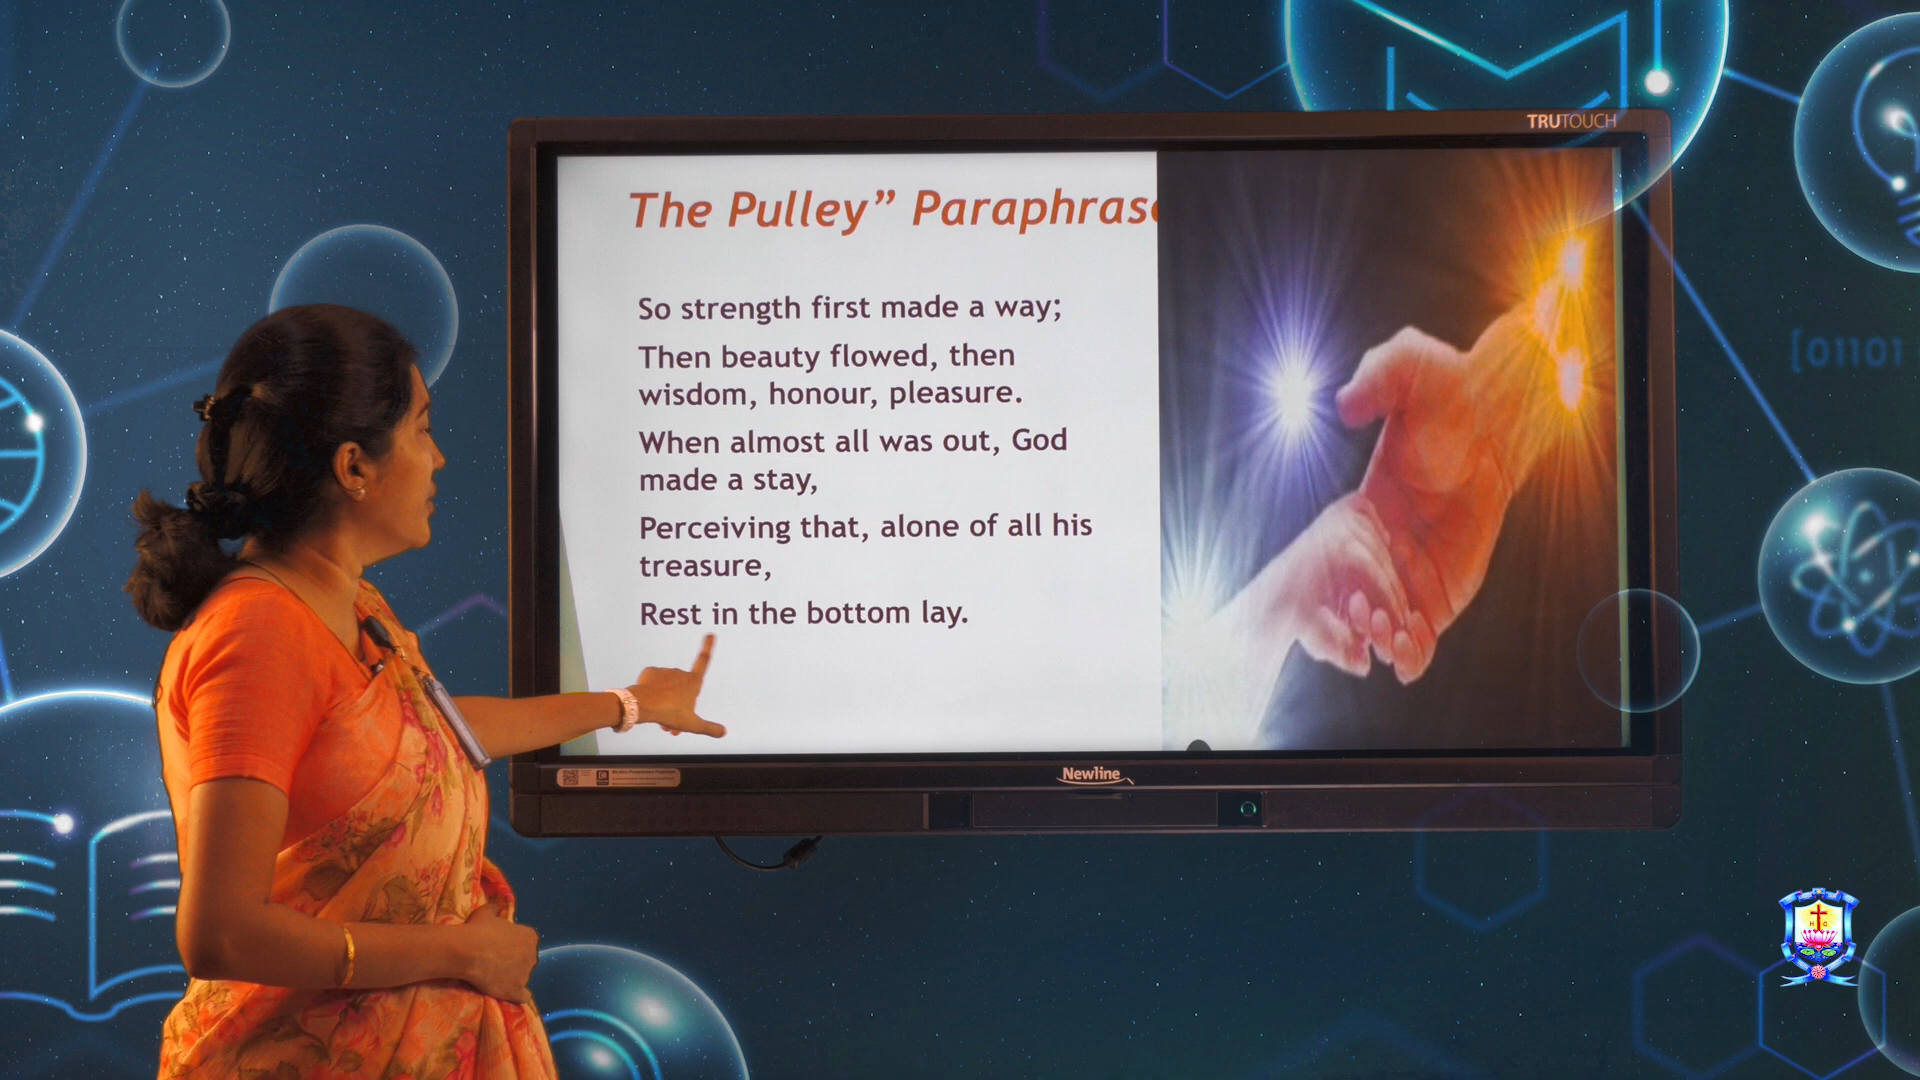 TRUTOUCH
The Pulley” Paraphrase
So strength first made a way;
Then beauty flowed, then
wisdom, honour, pleasure.
When almost all was out, God
made a stay,
Perceiving that, alone of all his
treasure,
Rest in the bottom lay.
Newline
[01101
H C